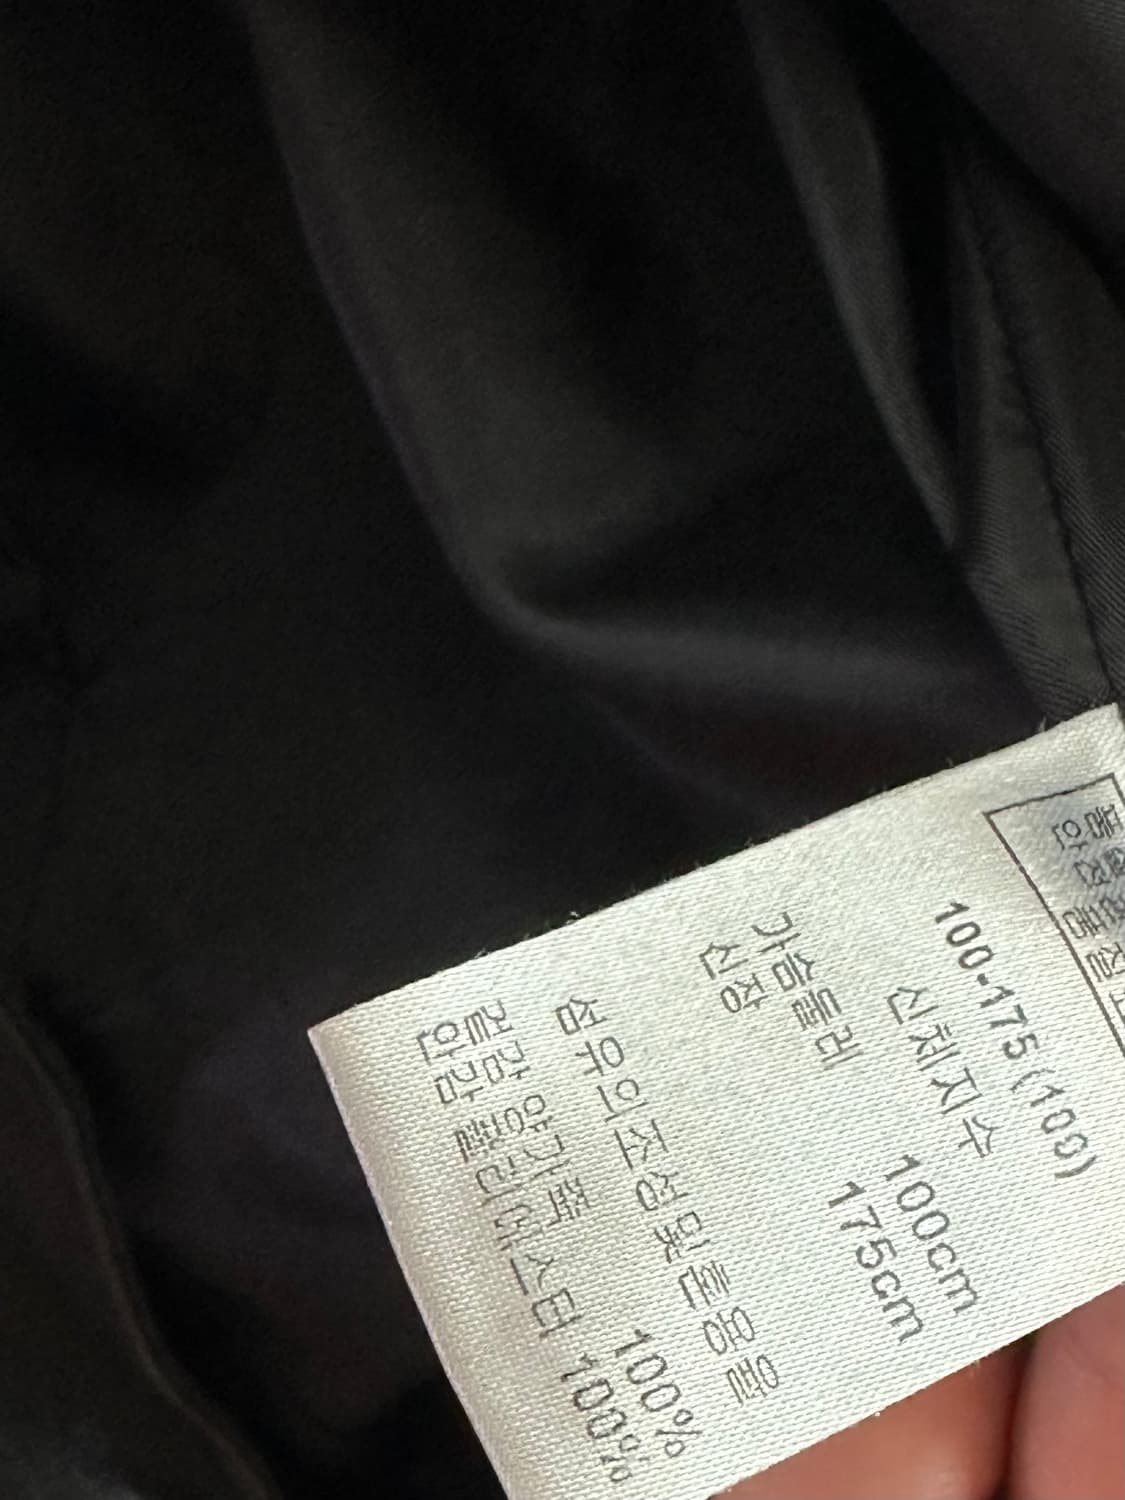 100-175(100)
신체지수
가슴둘레 100cm
신장 175cm
섬유의조성 및 혼용율
겉감 양가죽 100%
안감 폴리에스터 100%